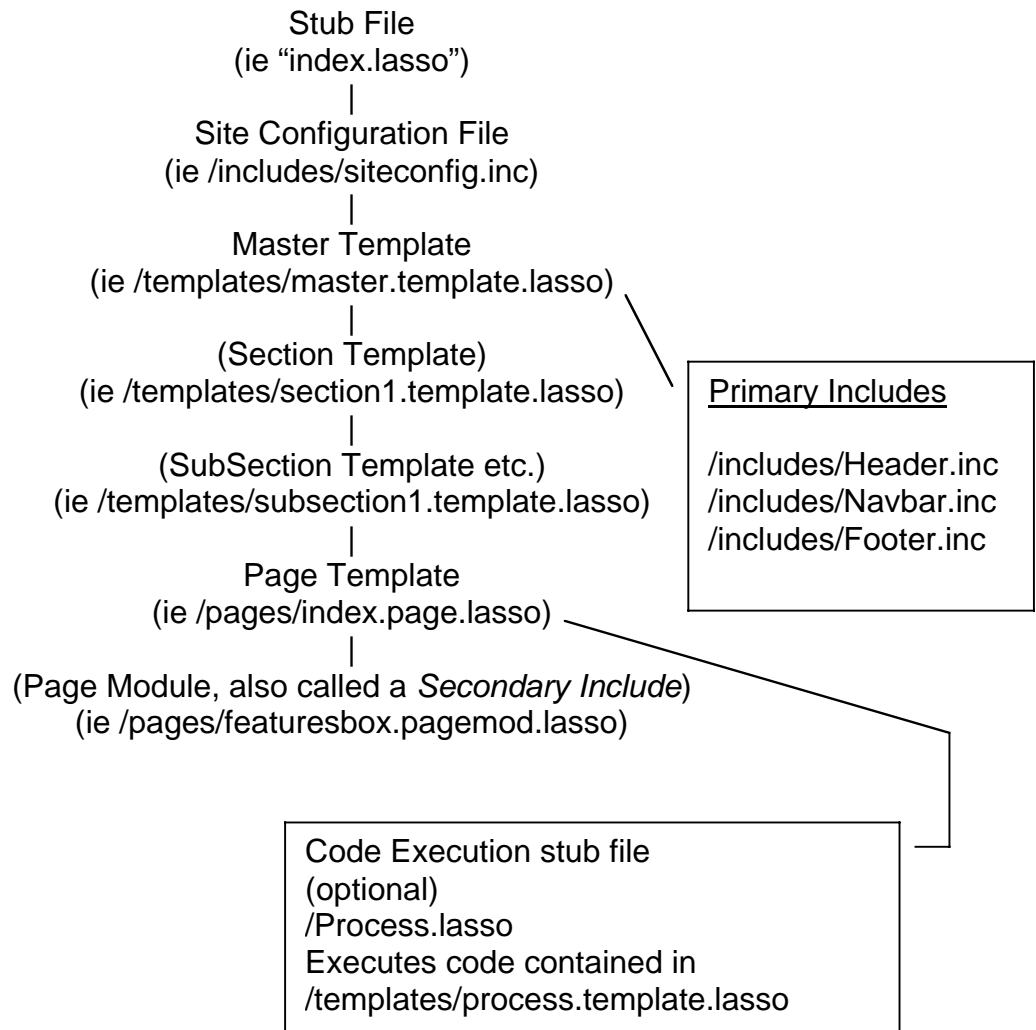 Stub File
(ie “index.lasso”)
Site Configuration File
(ie /includes/siteconfig.inc)
Master Template
(ie /templates/master.template.lasso)
(Section Template)
(ie /templates/section1.template.lasso)
(SubSection Template etc.)
(ie /templates/subsection1.template.lasso)
Page Template
(ie /pages/index.page.lasso)
(Page Module, also called a Secondary Include)
(ie /pages/featuresbox.pagemod.lasso)
Primary Includes
/includes/Header.inc
/includes/Navbar.inc
/includes/Footer.inc
Code Execution stub file
(optional)
/Process.lasso
Executes code contained in
/templates/process.template.lasso